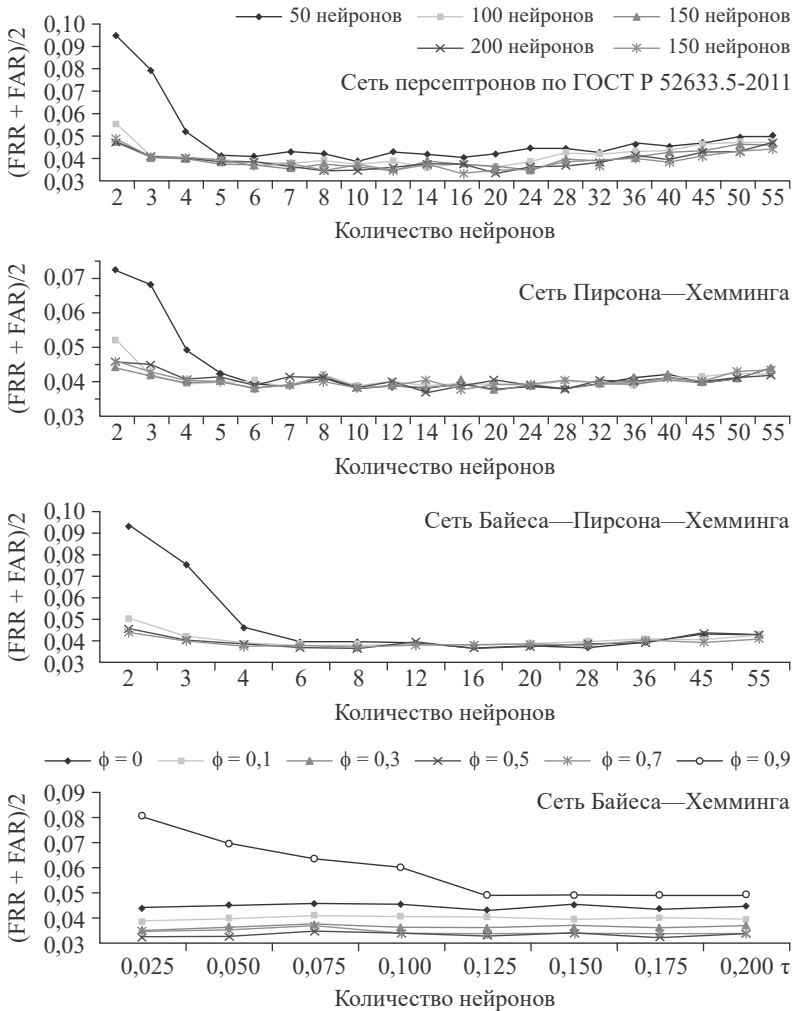 50 нейронов 100 нейронов 150 нейронов
200 нейронов 150 нейронов
Сеть персептронов по ГОСТ Р 52633.5-2011
(FRR + FAR)/2
0,10
0,09
0,08
0,07
0,06
0,05
0,04
0,03
2 3 4 5 6 7 8 10 12 14 16 20 24 28 32 36 40 45 50 55
Количество нейронов
Сеть Пирсона—Хемминга
(FRR + FAR)/2
0,07
0,06
0,05
0,04
0,03
2 3 4 5 6 7 8 10 12 14 16 20 24 28 32 36 40 45 50 55
Количество нейронов
Сеть Байеса—Пирсона—Хемминга
(FRR + FAR)/2
0,10
0,09
0,08
0,07
0,06
0,05
0,04
0,03
2 3 4 6 8 12 16 20 28 36 45 55
Количество нейронов
ϕ = 0 ϕ = 0,1 ϕ = 0,3 ϕ = 0,5 ϕ = 0,7 ϕ = 0,9
Сеть Байеса—Хемминга
(FRR + FAR)/2
0,09
0,08
0,07
0,06
0,05
0,04
0,03
0,025 0,050 0,075 0,100 0,125 0,150 0,175 0,200 τ
Количество нейронов